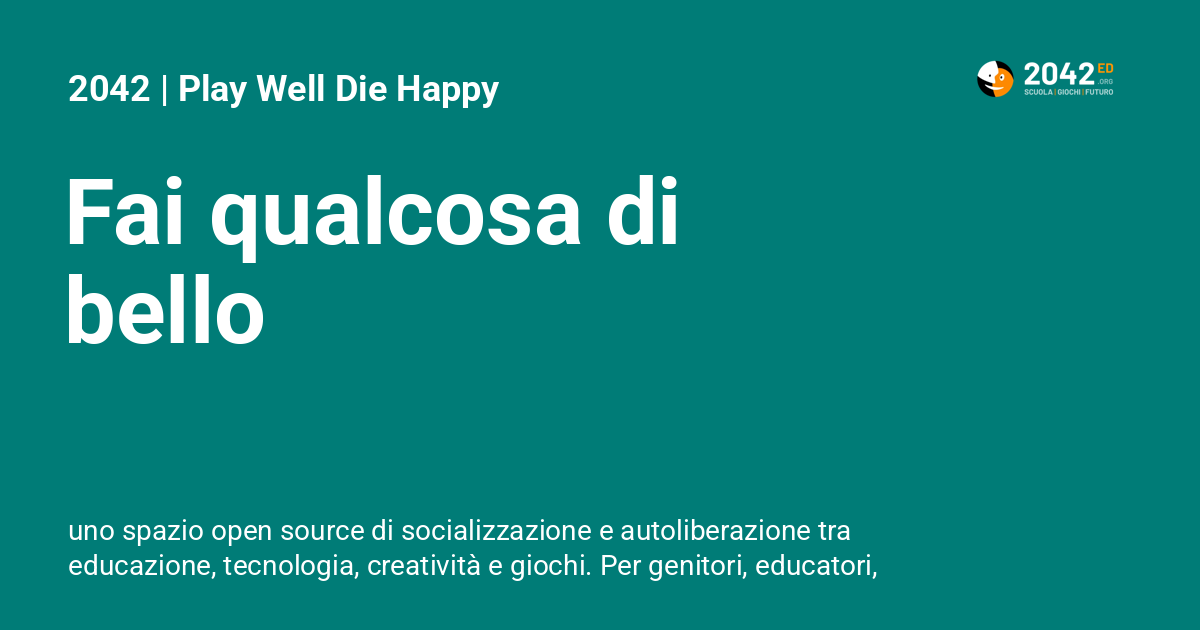 2042 | Play Well Die Happy
2042 ED
.ORG
SCUOLA | GIOCHI | FUTURO
Fai qualcosa di
bello
uno spazio open source di socializzazione e autoliberazione tra
educazione, tecnologia, creatività e giochi. Per genitori, educatori,